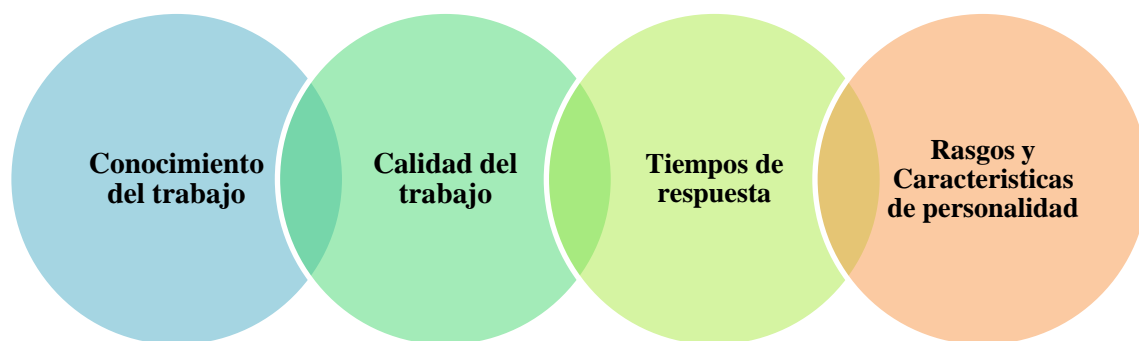 Conocimiento
del trabajo
Calidad del
trabajo
Tiempos de
respuesta
Rasgos y
Caracteristicas
de personalidad